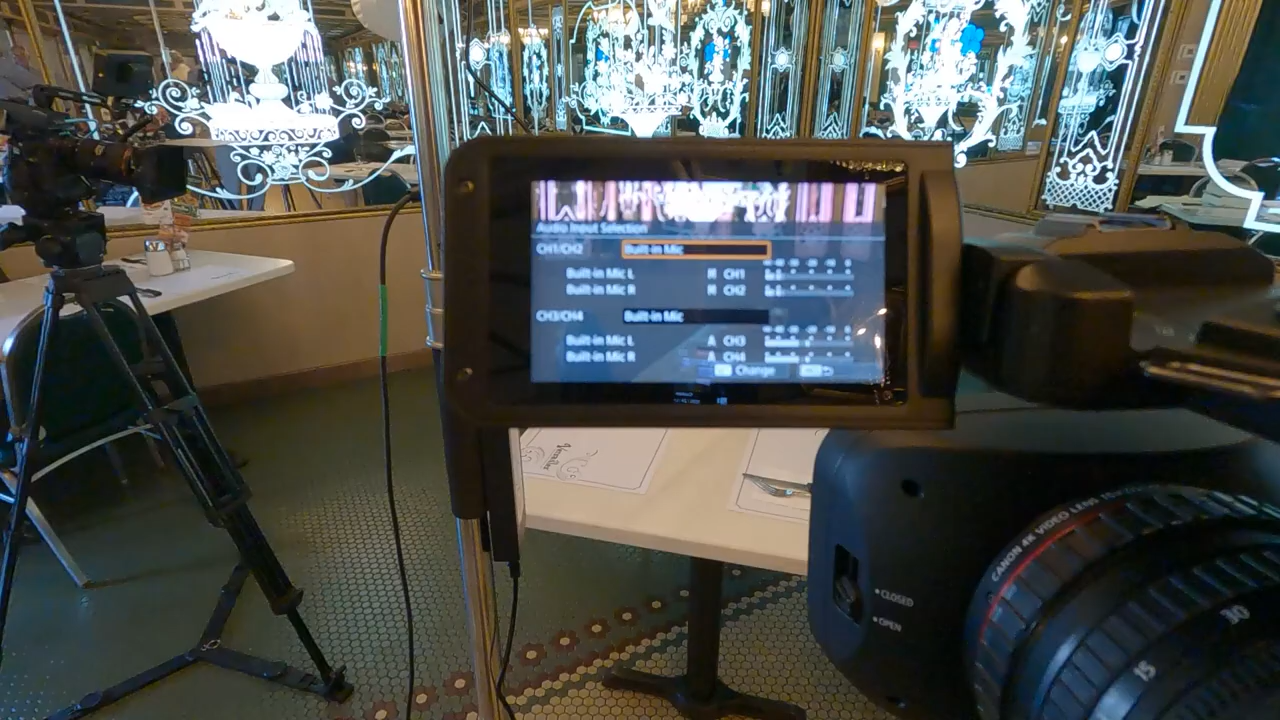 Audio Input Selection
CH1/CH2 Built-in Mic
Built-in Mic L M CH1
Built-in Mic R M CH2
CH3/CH4 Built-in Mic
Built-in Mic L A CH3
Built-in Mic R A CH4
Change
CANON 4K VIDEO LENS
• CLOSED
• OPEN
10
15